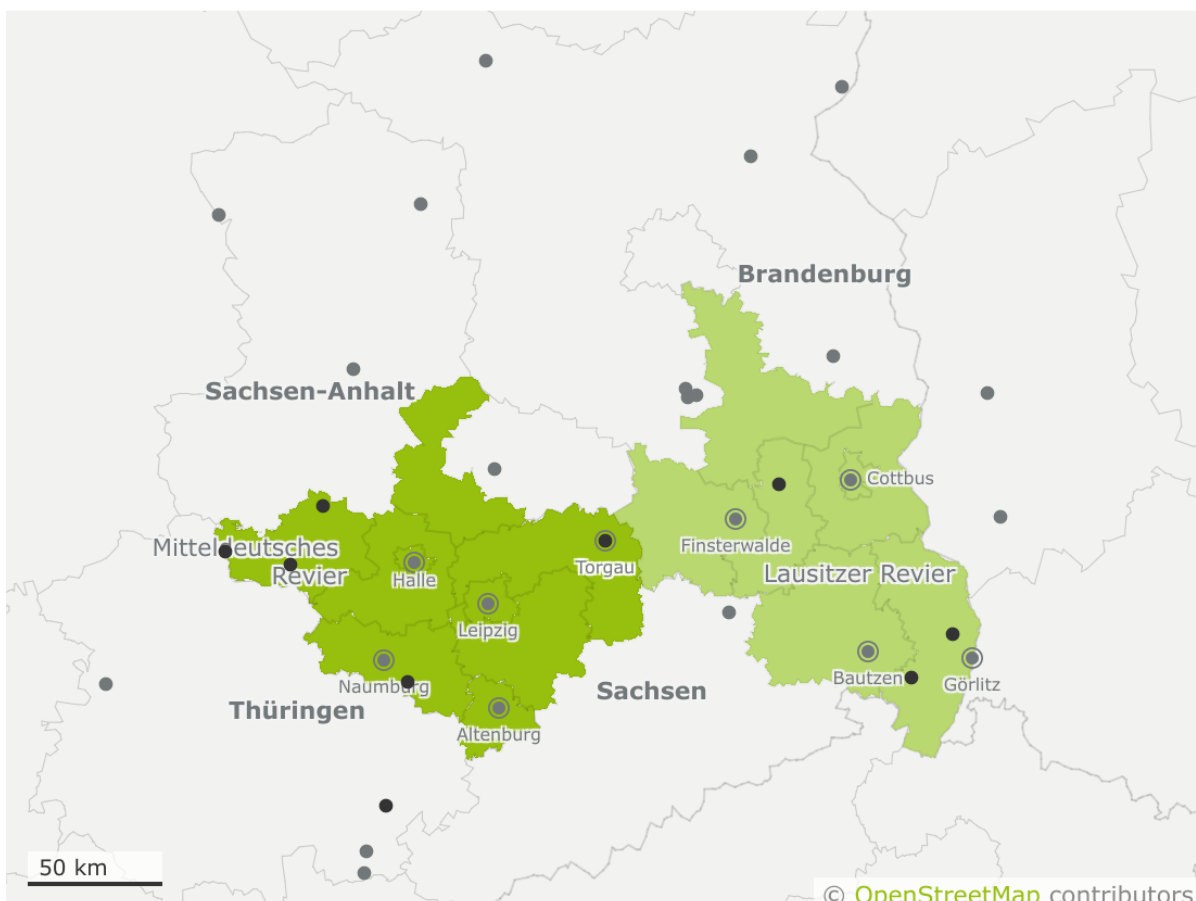 Brandenburg
Sachsen-Anhalt
Cottbus
Mitteldeutsches
Revier
Finsterwalde
Halle
Torgau
Lausitzer Revier
Leipzig
Naumburg
Sachsen
Bautzen
Görlitz
Thüringen
Altenburg
50 km
© OpenStreetMap contributors